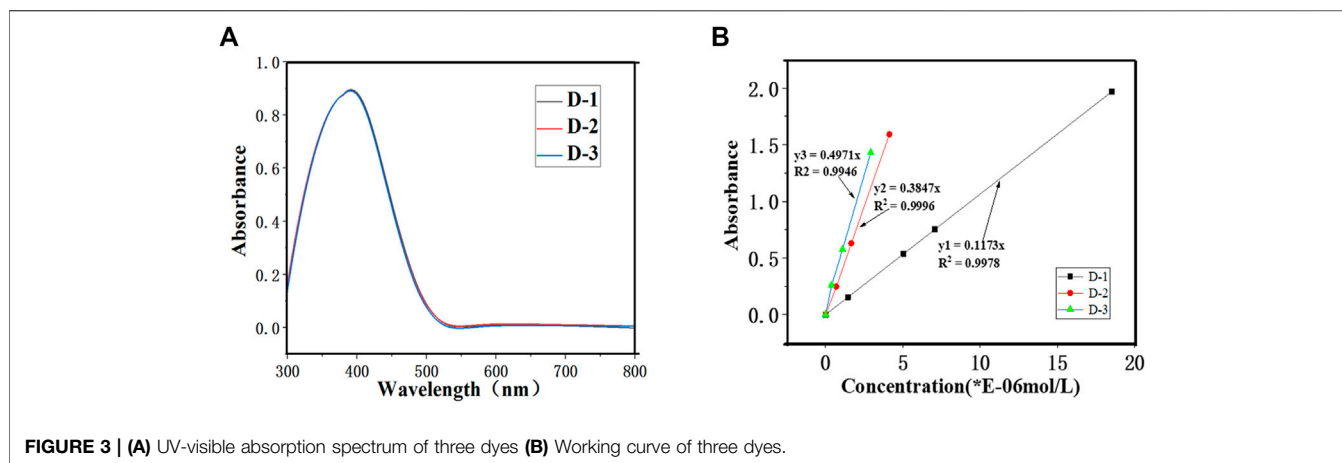 A
1.0
0.8
0.6
0.4
0.2
0.0
Absorbance
D-1
D-2
D-3
300 400 500 600 700 800
Wavelength（nm）
B
2.0
1.5
1.0
0.5
0.0
Absorbance
y3 = 0.4971x
R2 = 0.9946
y2 = 0.3847x
R² = 0.9996
y1 = 0.1173x
R² = 0.9978
D-1
D-2
D-3
0 5 10 15 20
Concentration(*E-06mol/L)
FIGURE 3 | (A) UV-visible absorption spectrum of three dyes (B) Working curve of three dyes.